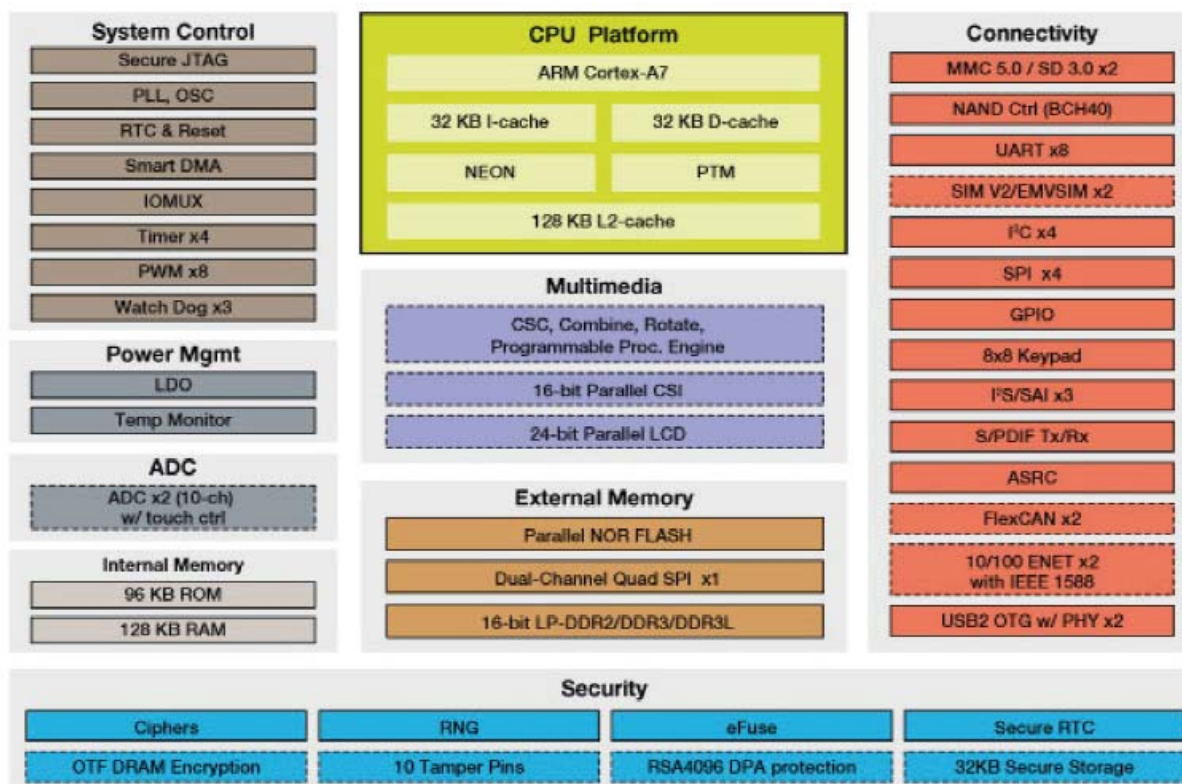 System Control
Secure JTAG
PLL, OSC
RTC & Reset
Smart DMA
IOMUX
Timer x4
PWM x8
Watch Dog x3
Power Mgmt
LDO
Temp Monitor
ADC
ADC x2 (10-ch)
w/ touch ctrl
Internal Memory
96 KB ROM
128 KB RAM
CPU Platform
ARM Cortex-A7
32 KB I-cache
32 KB D-cache
NEON
PTM
128 KB L2-cache
Multimedia
CSC, Combine, Rotate,
Programmable Proc. Engine
16-bit Parallel CSI
24-bit Parallel LCD
External Memory
Parallel NOR FLASH
Dual-Channel Quad SPI x1
16-bit LP-DDR2/DDR3/DDR3L
Connectivity
MMC 5.0 / SD 3.0 x2
NAND Ctrl (BCH40)
UART x8
SIM V2/EMVSIM x2
I²C x4
SPI x4
GPIO
8x8 Keypad
I²S/SAI x3
S/PDIF Tx/Rx
ASRC
FlexCAN x2
10/100 ENET x2
with IEEE 1588
USB2 OTG w/ PHY x2
Security
Ciphers
RNG
eFuse
Secure RTC
OTF DRAM Encryption
10 Tamper Pins
RSA4096 DPA protection
32KB Secure Storage